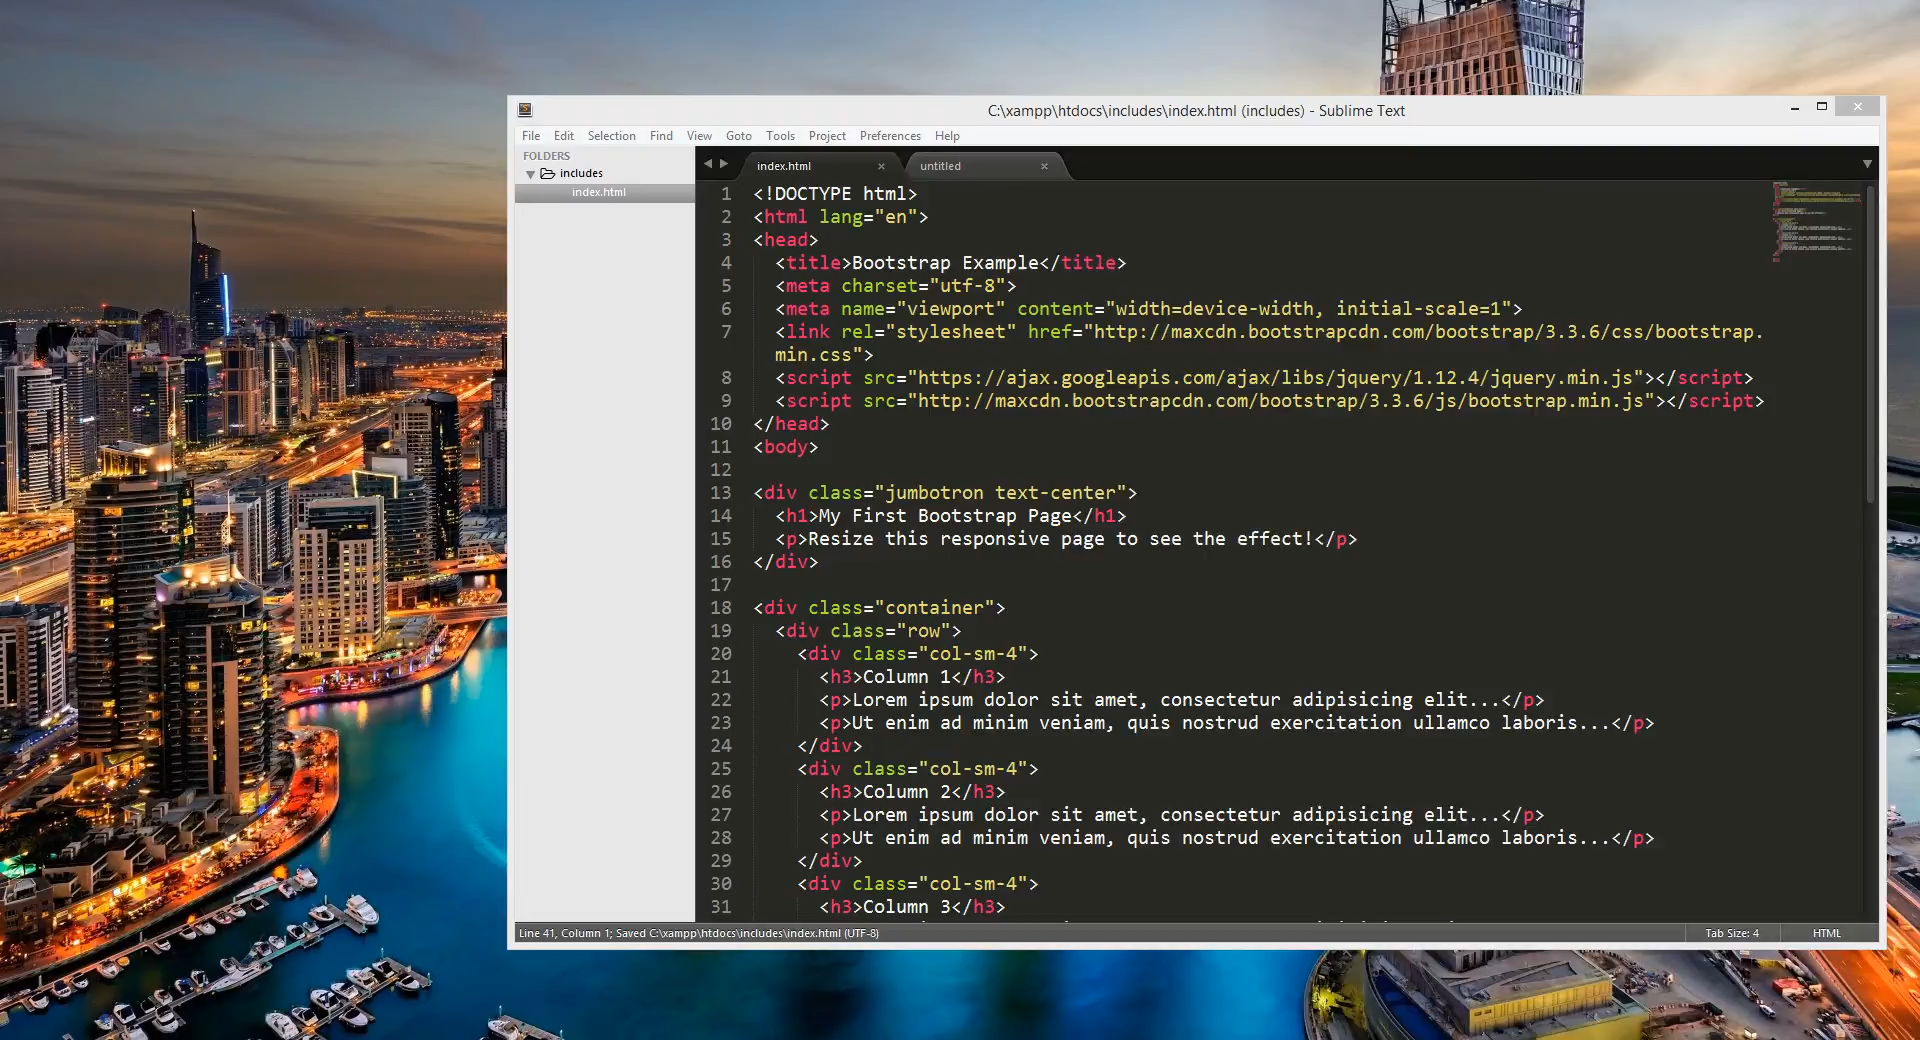 C:\xampp\htdocs\includes\index.html (includes) - Sublime Text
File Edit Selection Find View Goto Tools Project Preferences Help
FOLDERS
includes
index.html
index.html × untitled ×
1 <!DOCTYPE html>
2 <html lang="en">
3 <head>
4 <title>Bootstrap Example</title>
5 <meta charset="utf-8">
6 <meta name="viewport" content="width=device-width, initial-scale=1">
7 <link rel="stylesheet" href="http://maxcdn.bootstrapcdn.com/bootstrap/3.3.6/css/bootstrap.
min.css">
8 <script src="https://ajax.googleapis.com/ajax/libs/jquery/1.12.4/jquery.min.js"></script>
9 <script src="http://maxcdn.bootstrapcdn.com/bootstrap/3.3.6/js/bootstrap.min.js"></script>
10 </head>
11 <body>
12
13 <div class="jumbotron text-center">
14 <h1>My First Bootstrap Page</h1>
15 <p>Resize this responsive page to see the effect!</p>
16 </div>
17
18 <div class="container">
19 <div class="row">
20 <div class="col-sm-4">
21 <h3>Column 1</h3>
22 <p>Lorem ipsum dolor sit amet, consectetur adipisicing elit...</p>
23 <p>Ut enim ad minim veniam, quis nostrud exercitation ullamco laboris...</p>
24 </div>
25 <div class="col-sm-4">
26 <h3>Column 2</h3>
27 <p>Lorem ipsum dolor sit amet, consectetur adipisicing elit...</p>
28 <p>Ut enim ad minim veniam, quis nostrud exercitation ullamco laboris...</p>
29 </div>
30 <div class="col-sm-4">
31 <h3>Column 3</h3>
Line 41, Column 1; Saved C:\xampp\htdocs\includes\index.html (UTF-8) Tab Size: 4 HTML